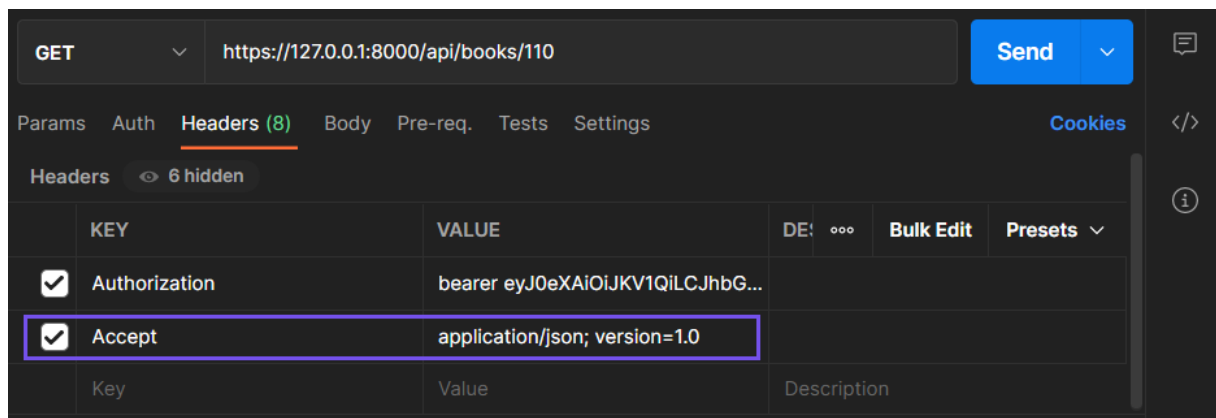 GET https://127.0.0.1:8000/api/books/110 Send
Params Auth Headers (8) Body Pre-req. Tests Settings Cookies
Headers 6 hidden
KEY VALUE DES Bulk Edit Presets
Authorization bearer eyJ0eXAiOiJKV1QiLCJhbG...
Accept application/json; version=1.0
Key Value Description